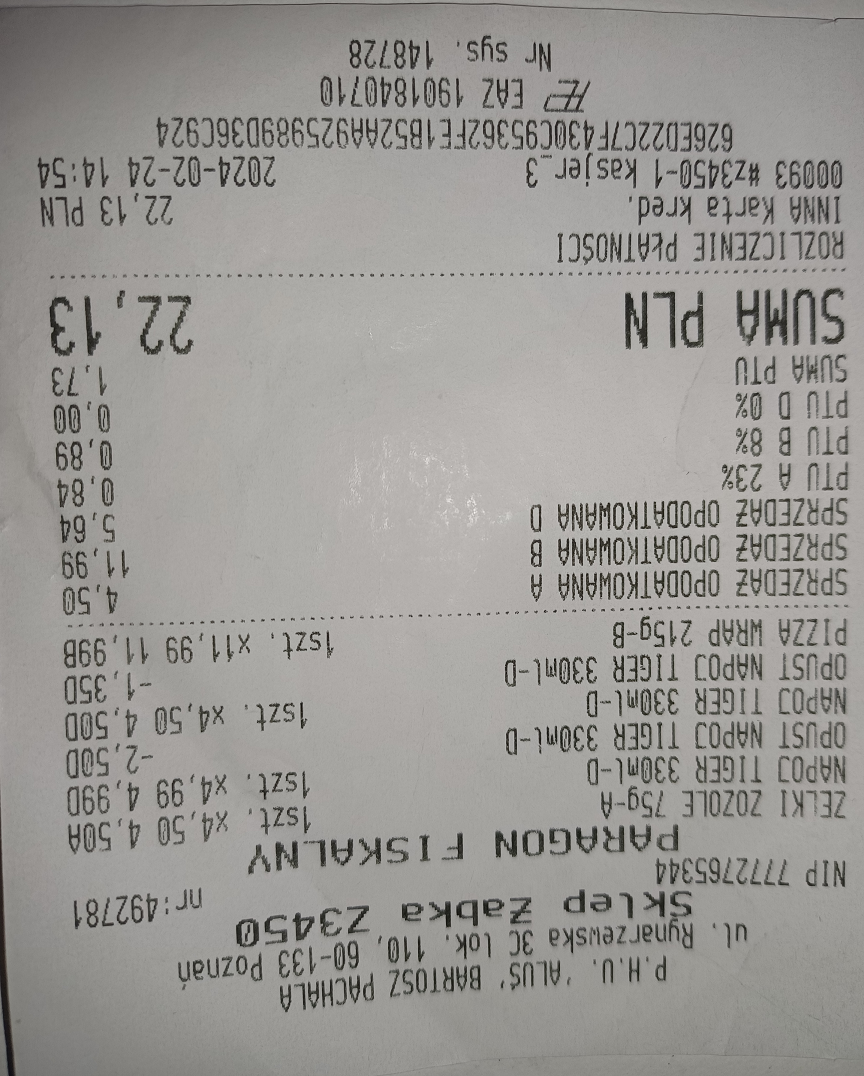 P.H.U. 'ALUŚ' BARTOSZ PACHALA
ul. Rynarzewska 3C lok. 110, 60-133 Poznań
Sklep Żabka Z3450
NIP 7772765344 nr:492781
PARAGON FISKALNY
ŻELKI ZOZOLE 75g-A 1szt. x4,50 4,50A
NAPOJ TIGER 330ml-D 1szt. x4,99 4,99D
OPUST NAPOJ TIGER 330ml-D -2,50D
NAPOJ TIGER 330ml-D 1szt. x4,50 4,50D
OPUST NAPOJ TIGER 330ml-D -1,35D
PIZZA WRAP 215g-B 1szt. x11,99 11,99B
SPRZEDAŻ OPODATKOWANA A 4,50
SPRZEDAŻ OPODATKOWANA B 11,99
SPRZEDAŻ OPODATKOWANA D 5,64
PTU A 23% 0,84
PTU B 8% 0,89
PTU D 0% 0,00
SUMA PTU 1,73
SUMA PLN 22,13
ROZLICZENIE PŁATNOŚCI
INNA Karta kred. 22,13 PLN
00093 #z3450-1 kasjer_3 2024-02-24 14:54
626ED22C7F430C95362FE1B52AA925989D36C924
EAZ 1901840710
Nr sys. 148728